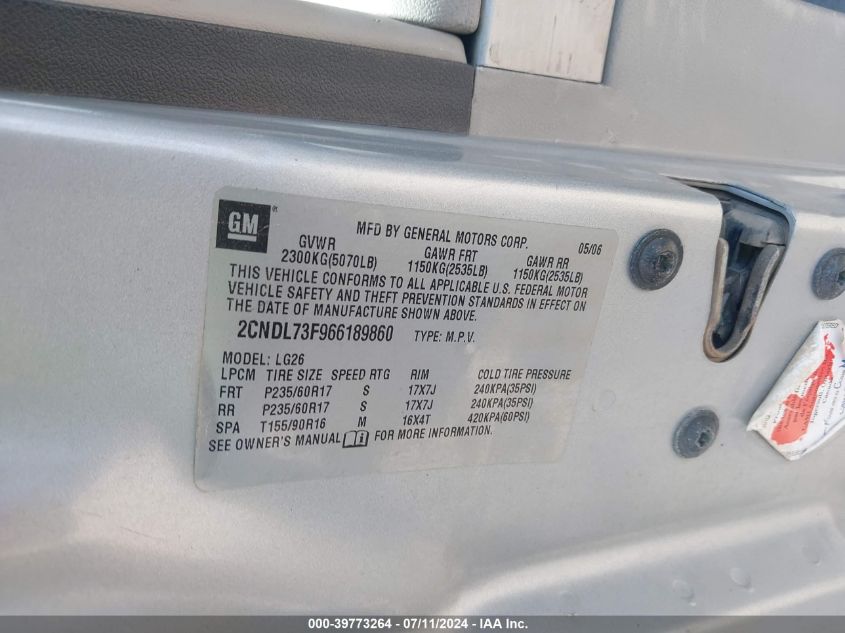 GM
MFD BY GENERAL MOTORS CORP. 05/06
GVWR GAWR FRT GAWR RR
2300KG(5070LB) 1150KG(2535LB) 1150KG(2535LB)
THIS VEHICLE CONFORMS TO ALL APPLICABLE U.S. FEDERAL MOTOR
VEHICLE SAFETY AND THEFT PREVENTION STANDARDS IN EFFECT ON
THE DATE OF MANUFACTURE SHOWN ABOVE.
2CNDL73F966189860 TYPE: M.P.V.
MODEL: LG26
LPCM TIRE SIZE SPEED RTG RIM COLD TIRE PRESSURE
FRT P235/60R17 S 17X7J 240KPA(35PSI)
RR P235/60R17 S 17X7J 240KPA(35PSI)
SPA T155/90R16 M 16X4T 420KPA(60PSI)
SEE OWNER'S MANUAL FOR MORE INFORMATION.
000-39773264 - 07/11/2024 - IAA Inc.